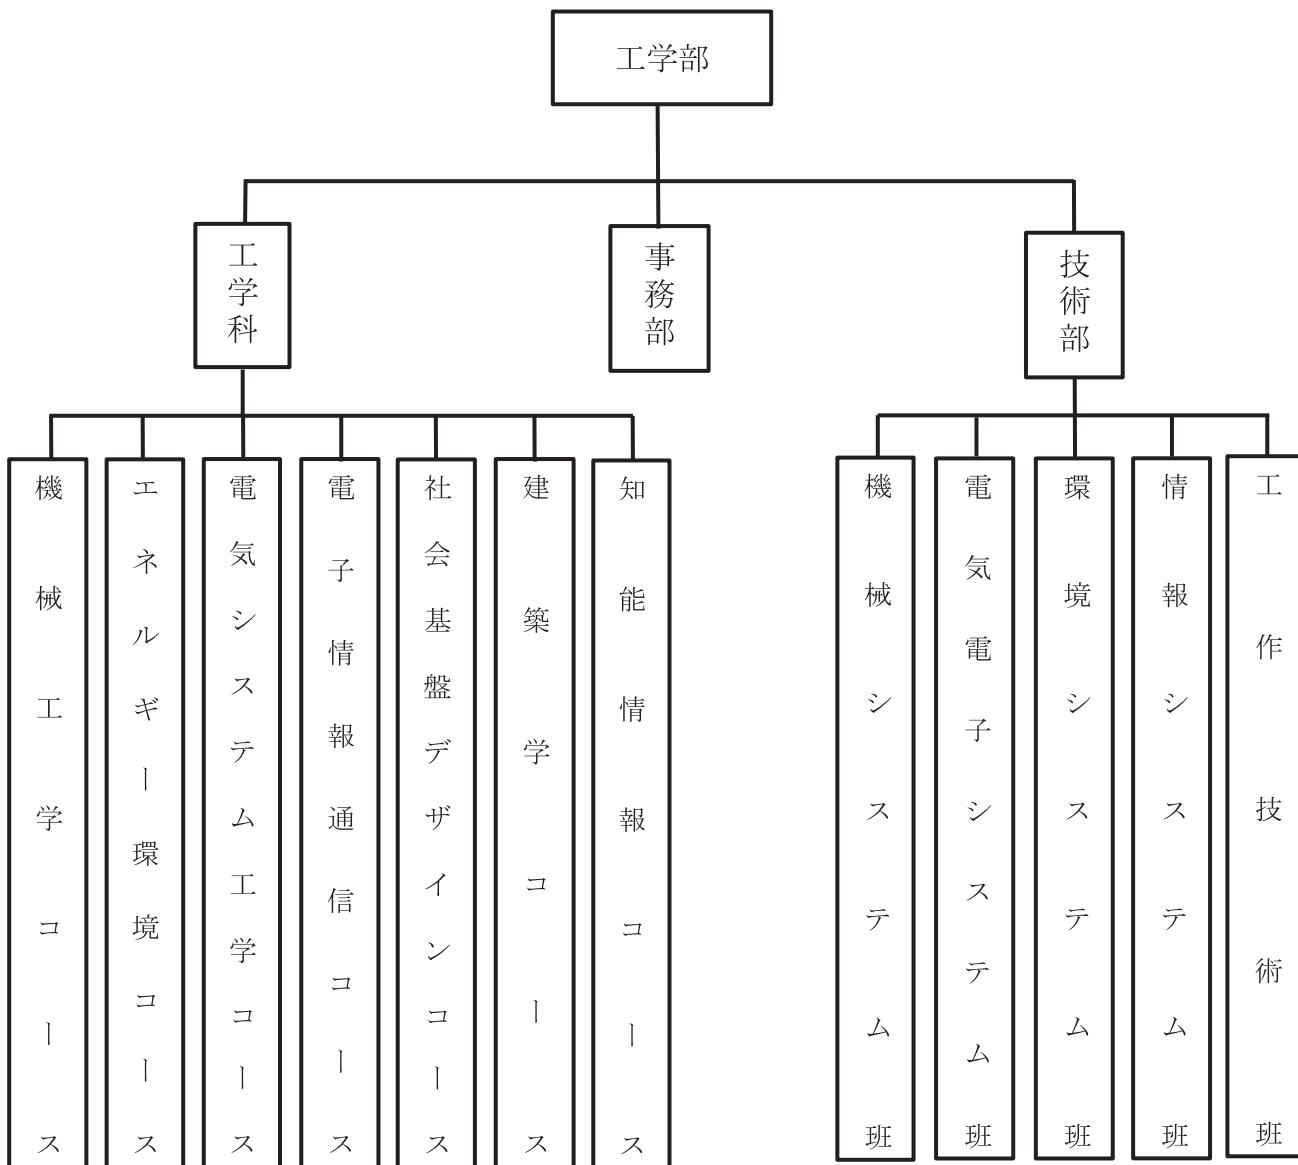 工学部
工学科
事務部
技術部
機械工学コース
エネルギー環境コース
電気システム工学コース
電子情報通信コース
社会基盤デザインコース
建築学コース
知能情報コース
機械システム班
電気電子システム班
環境システム班
情報システム班
工作技術班